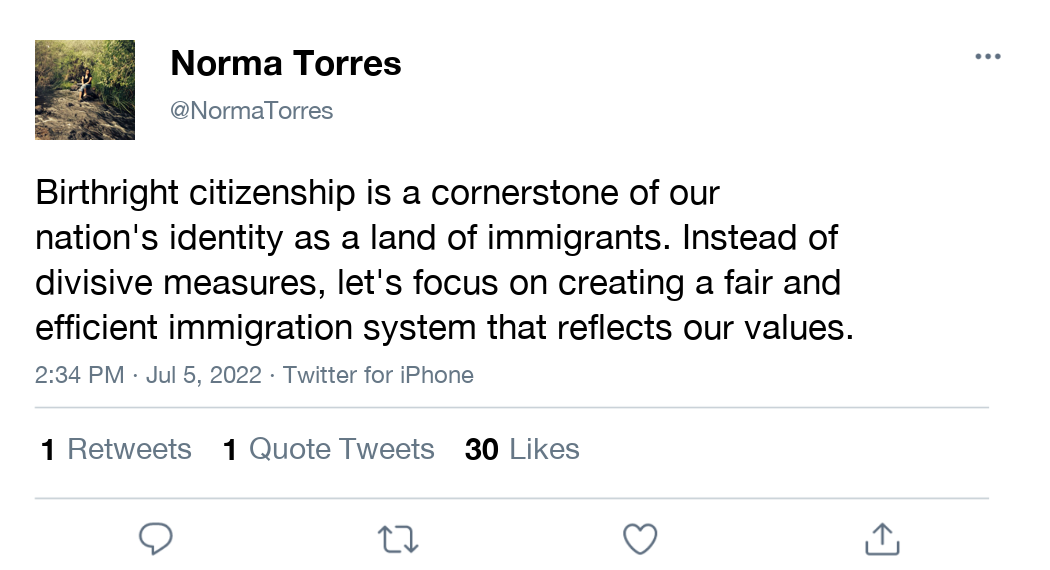 Norma Torres
@NormaTorres
Birthright citizenship is a cornerstone of our
nation's identity as a land of immigrants. Instead of
divisive measures, let's focus on creating a fair and
efficient immigration system that reflects our values.
2:34 PM · Jul 5, 2022 · Twitter for iPhone
1 Retweets 1 Quote Tweets 30 Likes